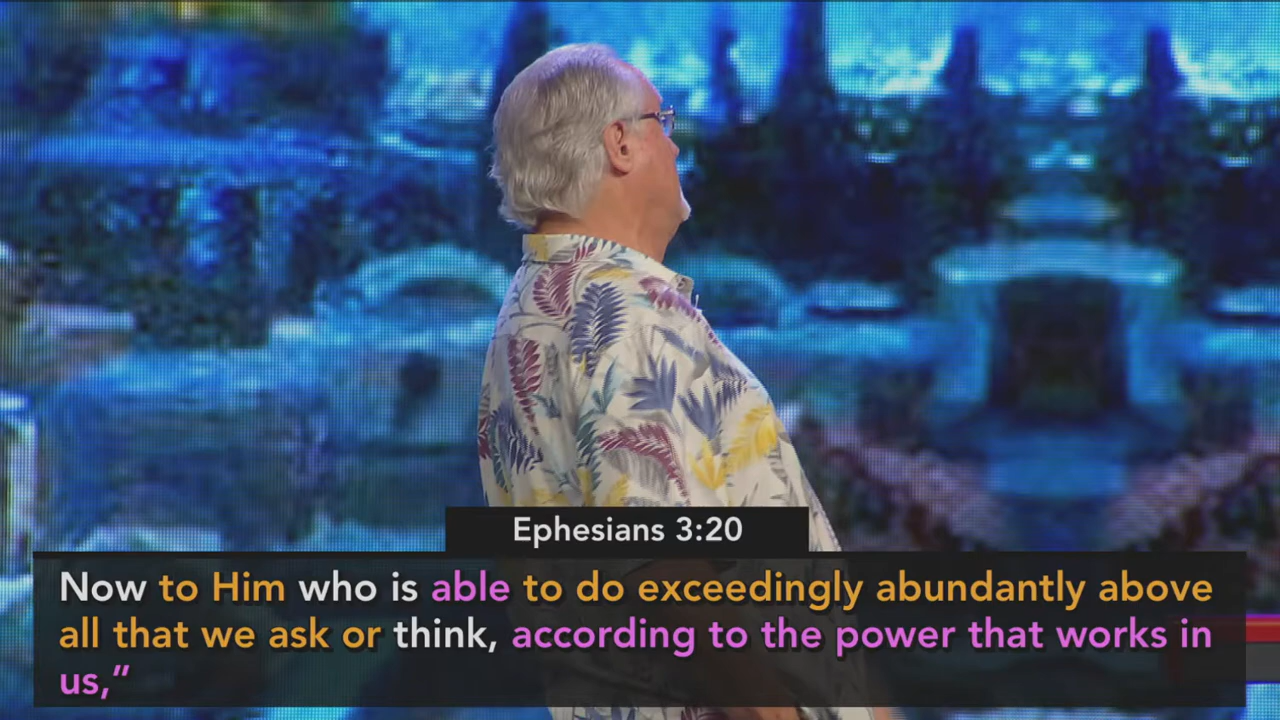 Ephesians 3:20
Now to Him who is able to do exceedingly abundantly above
all that we ask or think, according to the power that works in
us,”